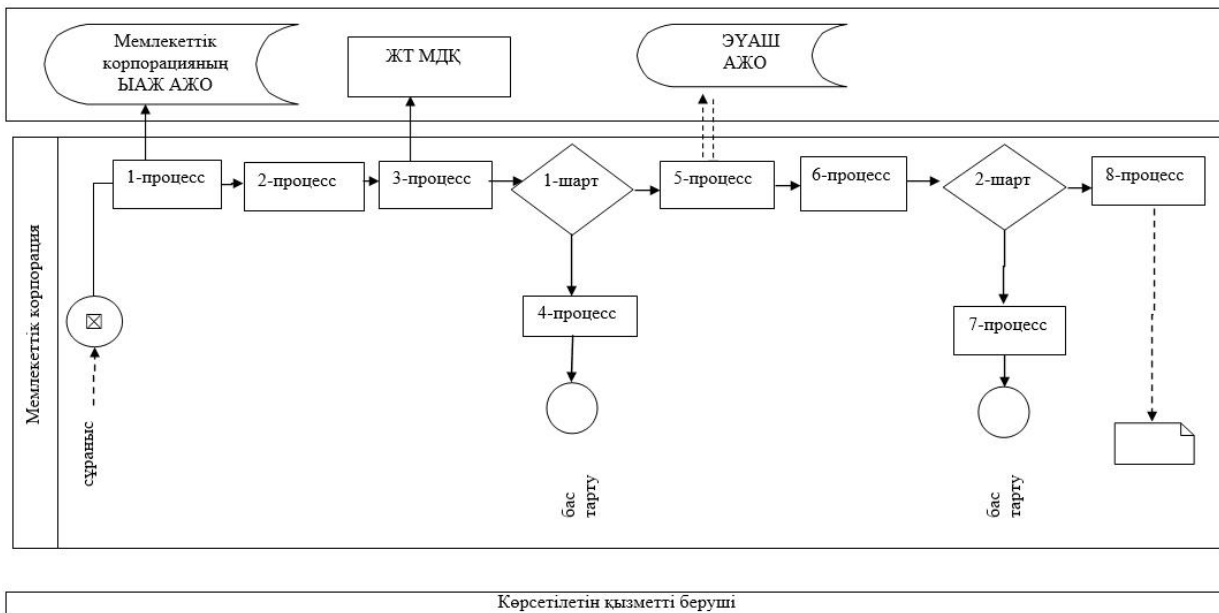 Мемлекеттік
корпорацияның
ЫАЖ АЖО
ЖТ МДҚ
ЭҮАШ
АЖО
Мемлекеттік корпорация
1-процесс
2-процесс
3-процесс
1-шарт
5-процесс
6-процесс
2-шарт
8-процесс
4-процесс
7-процесс
сұраныс
бас
тарту
бас
тарту
Көрсетілетін қызметті беруші